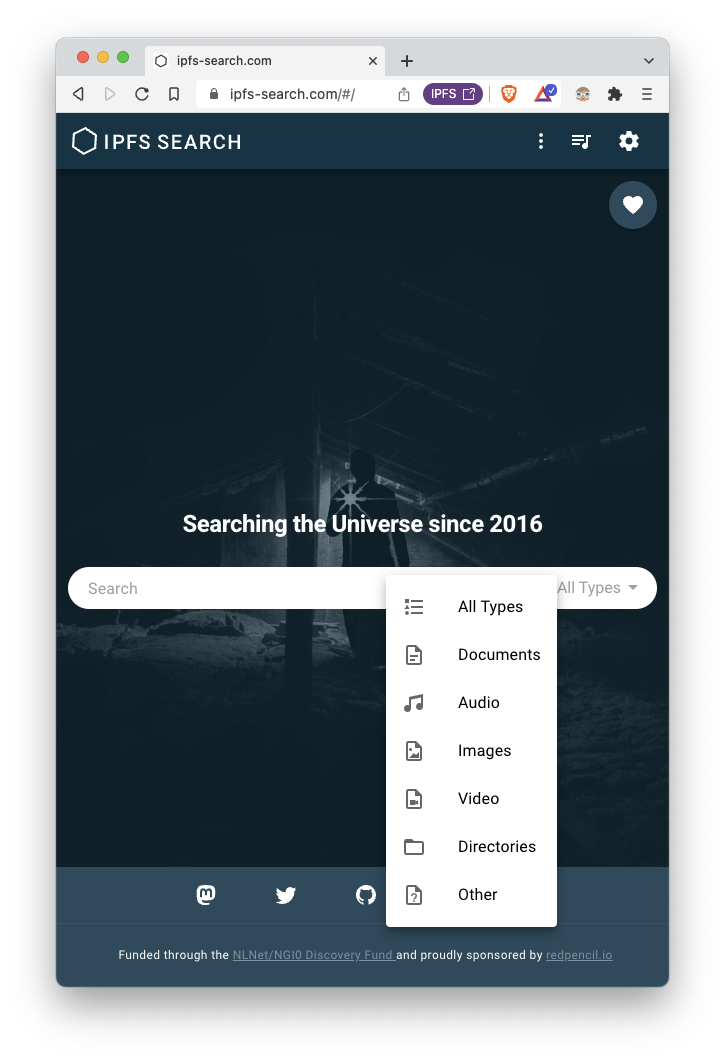 ipfs-search.com
ipfs-search.com/#/
IPFS
IPFS SEARCH
Searching the Universe since 2016
Search
All Types
All Types
Documents
Audio
Images
Video
Directories
Other
Funded through the NLNet/NGI0 Discovery Fund and proudly sponsored by redpencil.io